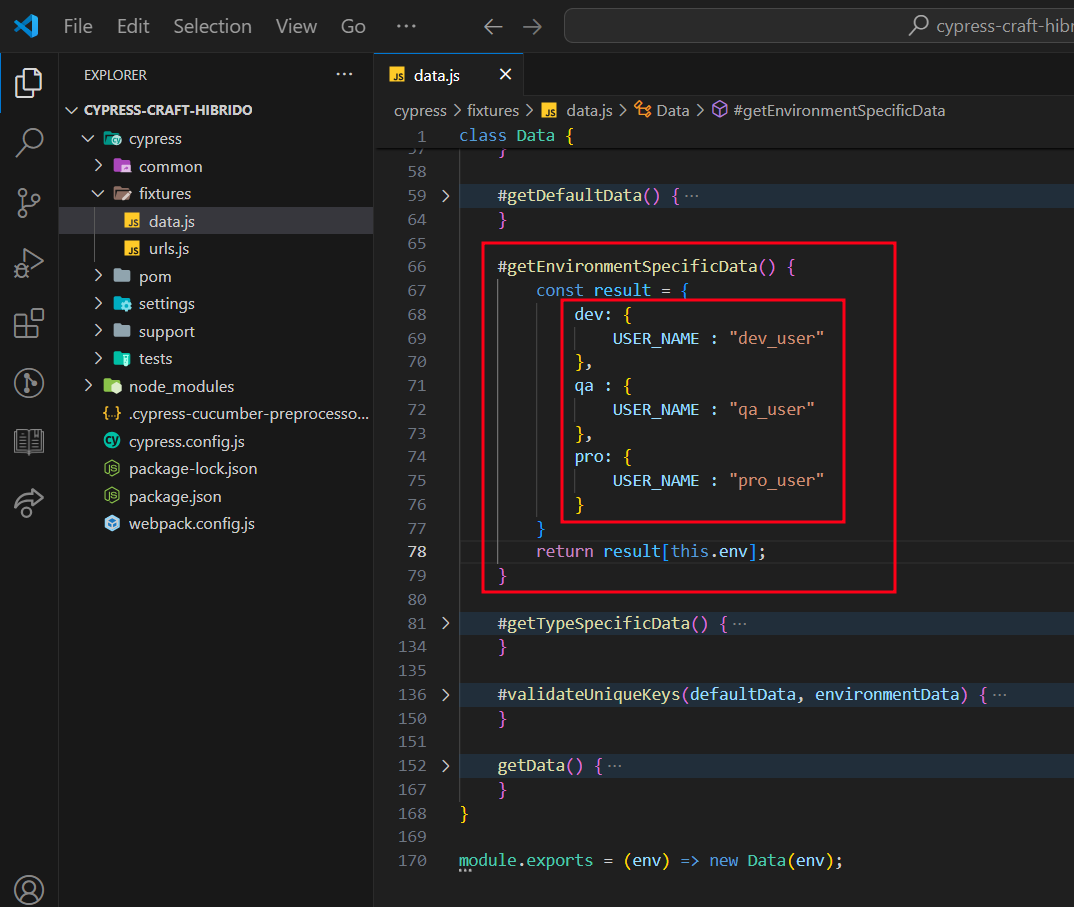 File Edit Selection View Go ···
cypress-craft-hibr
EXPLORER ···
CYPRESS-CRAFT-HIBRIDO
cypress
common
fixtures
data.js
urls.js
pom
settings
support
tests
node_modules
.cypress-cucumber-preprocesso...
cypress.config.js
package-lock.json
package.json
webpack.config.js
data.js
cypress > fixtures > data.js > Data > #getEnvironmentSpecificData
1 class Data {
57 }
58
59 #getDefaultData() { ···
64 }
65
66 #getEnvironmentSpecificData() {
67 const result = {
68 dev: {
69 USER_NAME : "dev_user"
70 },
71 qa : {
72 USER_NAME : "qa_user"
73 },
74 pro: {
75 USER_NAME : "pro_user"
76 }
77 }
78 return result[this.env];
79 }
80
81 #getTypeSpecificData() { ···
134 }
135
136 #validateUniqueKeys(defaultData, environmentData) { ···
150 }
151
152 getData() { ···
167 }
168 }
169
170 module.exports = (env) => new Data(env);